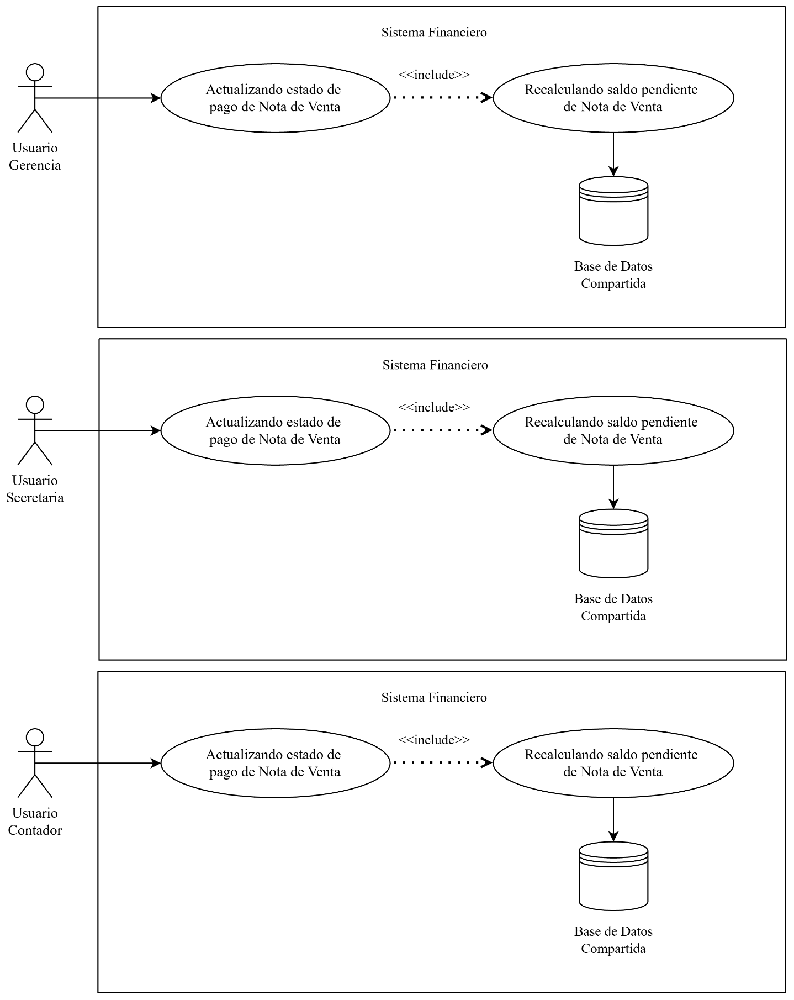 Sistema Financiero
<<include>>
Actualizando estado de
pago de Nota de Venta
Recalculando saldo pendiente
de Nota de Venta
Usuario
Gerencia
Base de Datos
Compartida
Sistema Financiero
<<include>>
Actualizando estado de
pago de Nota de Venta
Recalculando saldo pendiente
de Nota de Venta
Usuario
Secretaria
Base de Datos
Compartida
Sistema Financiero
<<include>>
Actualizando estado de
pago de Nota de Venta
Recalculando saldo pendiente
de Nota de Venta
Usuario
Contador
Base de Datos
Compartida